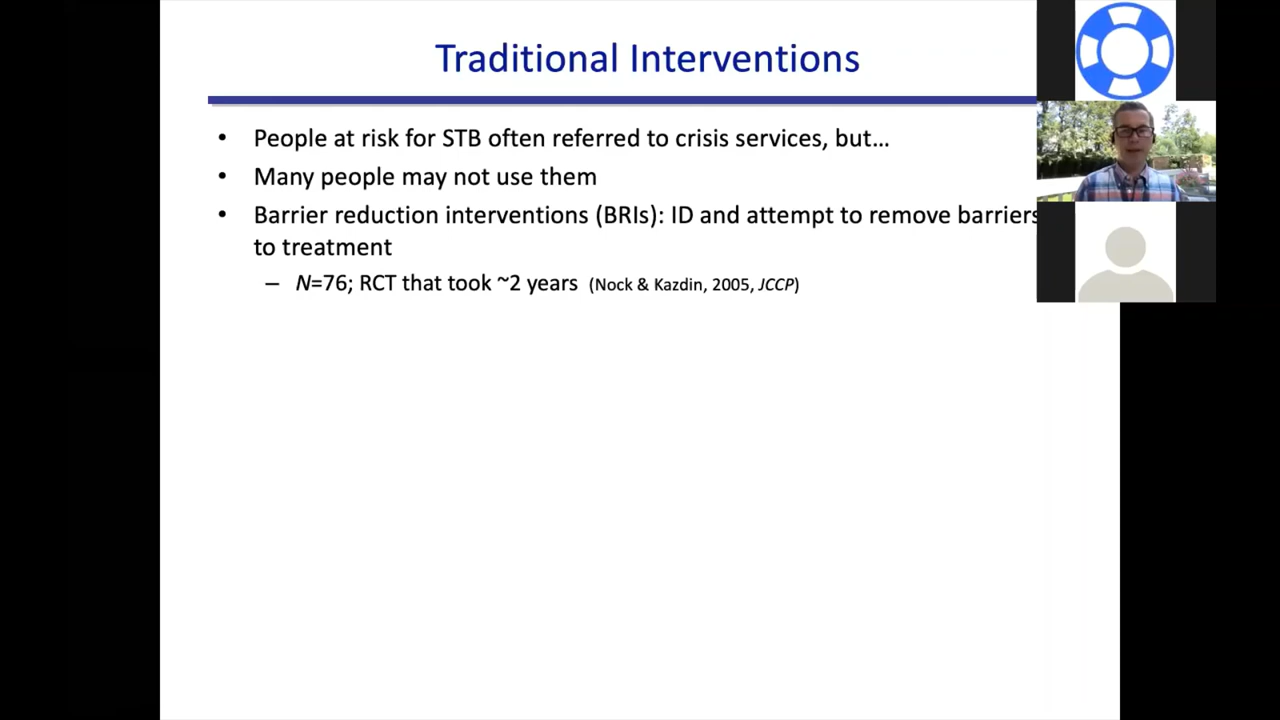 Traditional Interventions
• People at risk for STB often referred to crisis services, but…
• Many people may not use them
• Barrier reduction interventions (BRIs): ID and attempt to remove barriers
to treatment
– N=76; RCT that took ~2 years (Nock & Kazdin, 2005, JCCP)